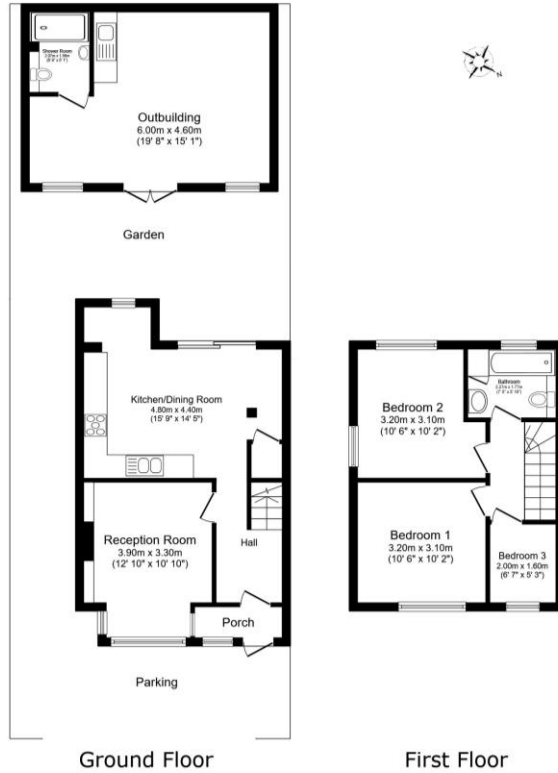 Shower Room
Outbuilding
6.00m x 4.60m
(19' 8" x 15' 1")
N
Garden
Kitchen/Dining Room
4.80m x 4.40m
(15' 9" x 14' 5")
Reception Room
3.90m x 3.30m
(12' 10" x 10' 10")
Hall
Porch
Parking
Ground Floor
Bathroom
Bedroom 2
3.20m x 3.10m
(10' 6" x 10' 2")
Bedroom 1
3.20m x 3.10m
(10' 6" x 10' 2")
Bedroom 3
2.00m x 1.60m
(6' 7" x 5' 3")
First Floor